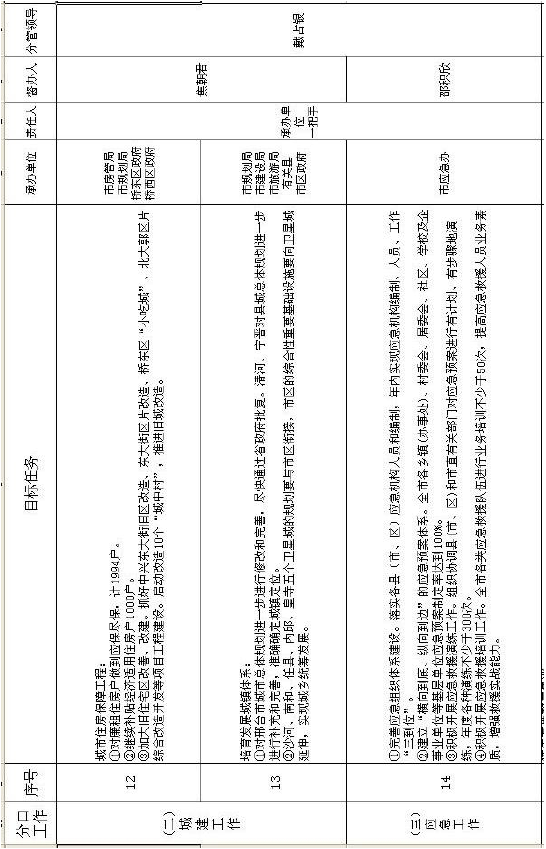 分口工作
序号
目标任务
承办单位
责任人
督办人
分管领导
(二)城建工作
12
城市住房保障工程:
①对廉租住房户做到应保尽保,计1994户。
②继续补贴经济适用住房户1000户。
③加大旧住宅区改善、改建。抓好中兴东大街旧区改造、东大街区片改造、桥东区“小吃城”、北大郭区片
综合改造开发等项目工程建设。启动改造10个“城中村”,推进旧城改造。
市房管局
市规划局
桥东区政府
桥西区政府
承办单
位
一把手
焦朝君
戴占银
13
培育发展城镇体系:
①对邢台市城市总体规划进一步进行修改和完善,尽快通过省政府批复。清河、宁晋对县城总体规划进一步
进行补充和完善,准确确定城镇定位。
②沙河、南和、任县、内邱、皇寺五个卫星城的规划要与市区衔接,市区的综合性重要基础设施要向卫星城
延伸,实现城乡统筹发展。
市规划局
市建设局
市旅游局
有关县
市区政府
(三)应急工作
14
①完善应急组织体系建设。落实各县(市、区)应急机构人员和编制,年内实现应急机构编制、人员、工作
“三到位”
②建立“横向到底、纵向到边”的应急预案体系。全市各乡镇(办事处)、村委会、居委会、社区、学校及企
事业单位等基层单位应急预案制定率达到100%。
③积极开展应急救援演练工作。组织协调县(市、区)和市直有关部门对应急预案进行有计划、有步骤地演
练,年度各种演练不少于300次。
④积极开展应急救援培训工作。全市各类应急救援队伍进行业务培训不少于50次,提高应急救援人员业务素
质,增强救援实战能力。
市应急办
邵积欣